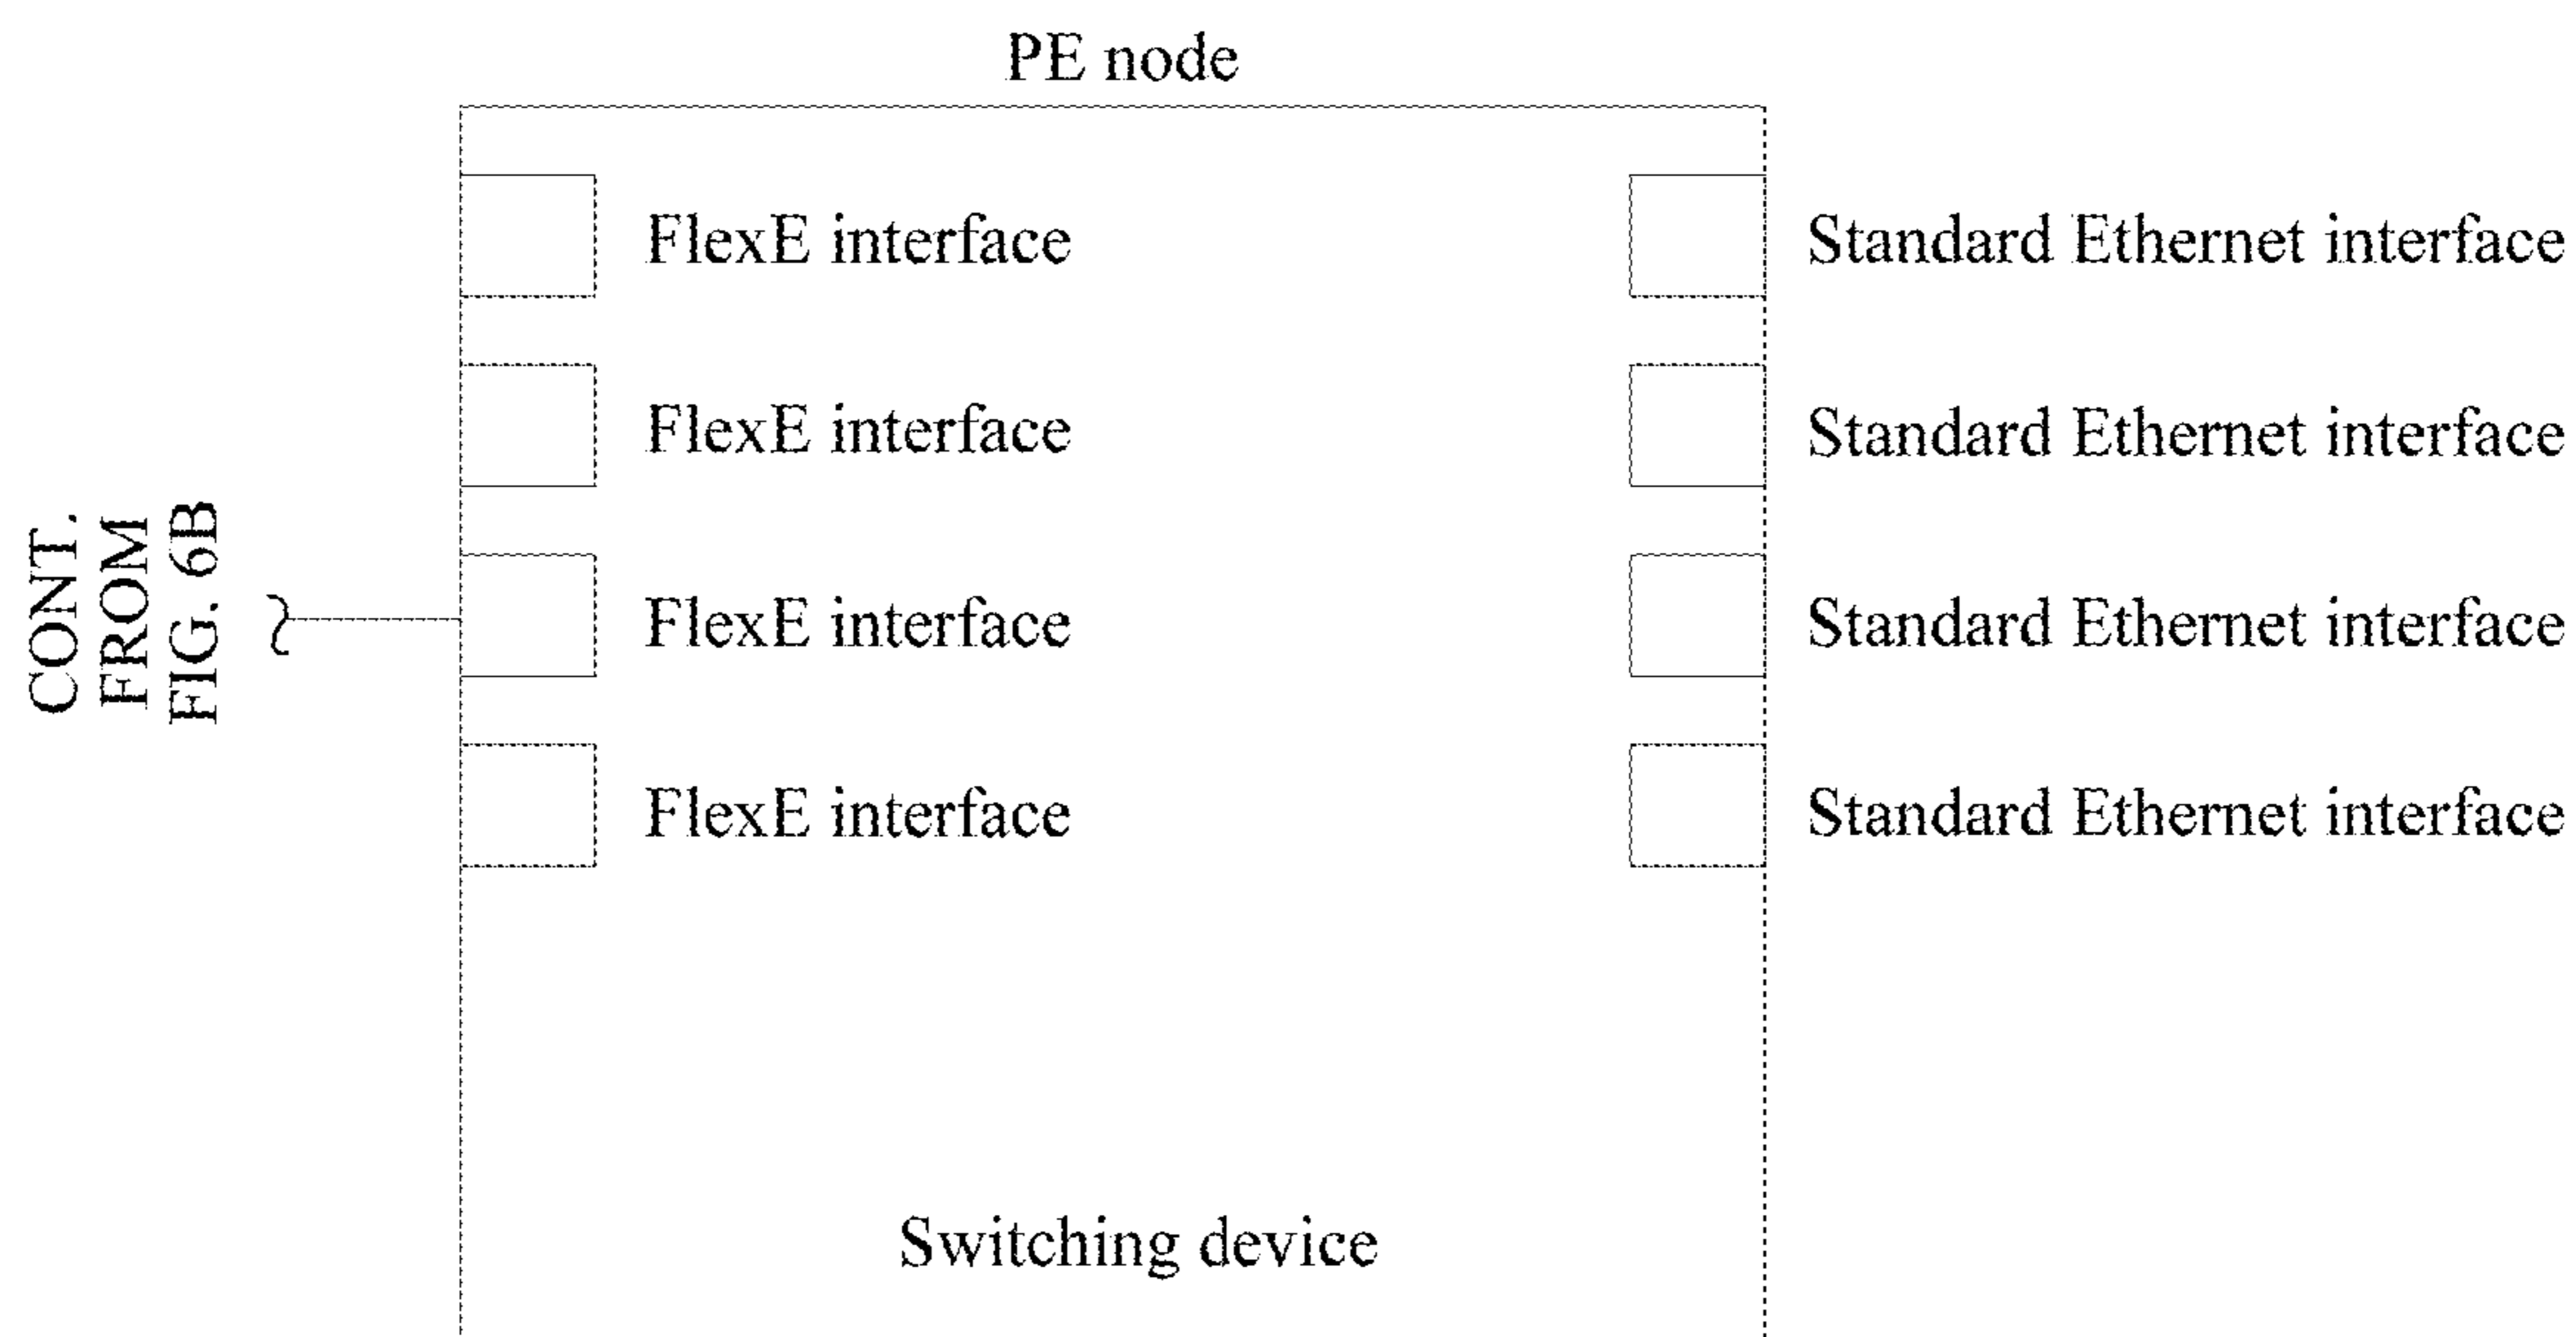 PE node
FlexE interface
Standard Ethernet interface
FlexE interface
Standard Ethernet interface
CONT.
FROM
FIG. 6B
FlexE interface
Standard Ethernet interface
FlexE interface
Standard Ethernet interface
Switching device